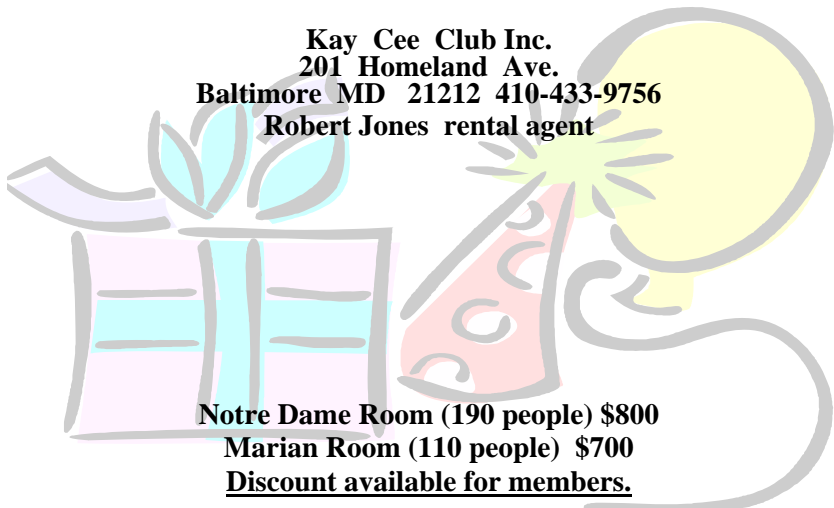 Kay Cee Club Inc.
201 Homeland Ave.
Baltimore MD 21212 410-433-9756
Robert Jones rental agent
Notre Dame Room (190 people) $800
Marian Room (110 people) $700
Discount available for members.